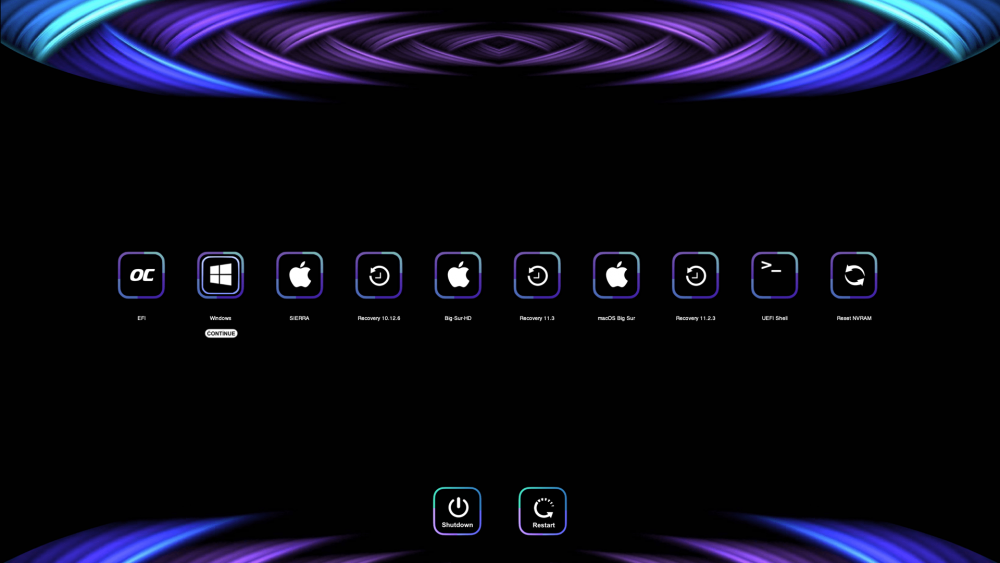 OC
EFI
Windows
CONTINUE
SIERRA
Recovery 10.12.6
Big-Sur-HD
Recovery 11.3
macOS Big Sur
Recovery 11.2.3
>_
UEFI Shell
Reset NVRAM
Shutdown
Restart